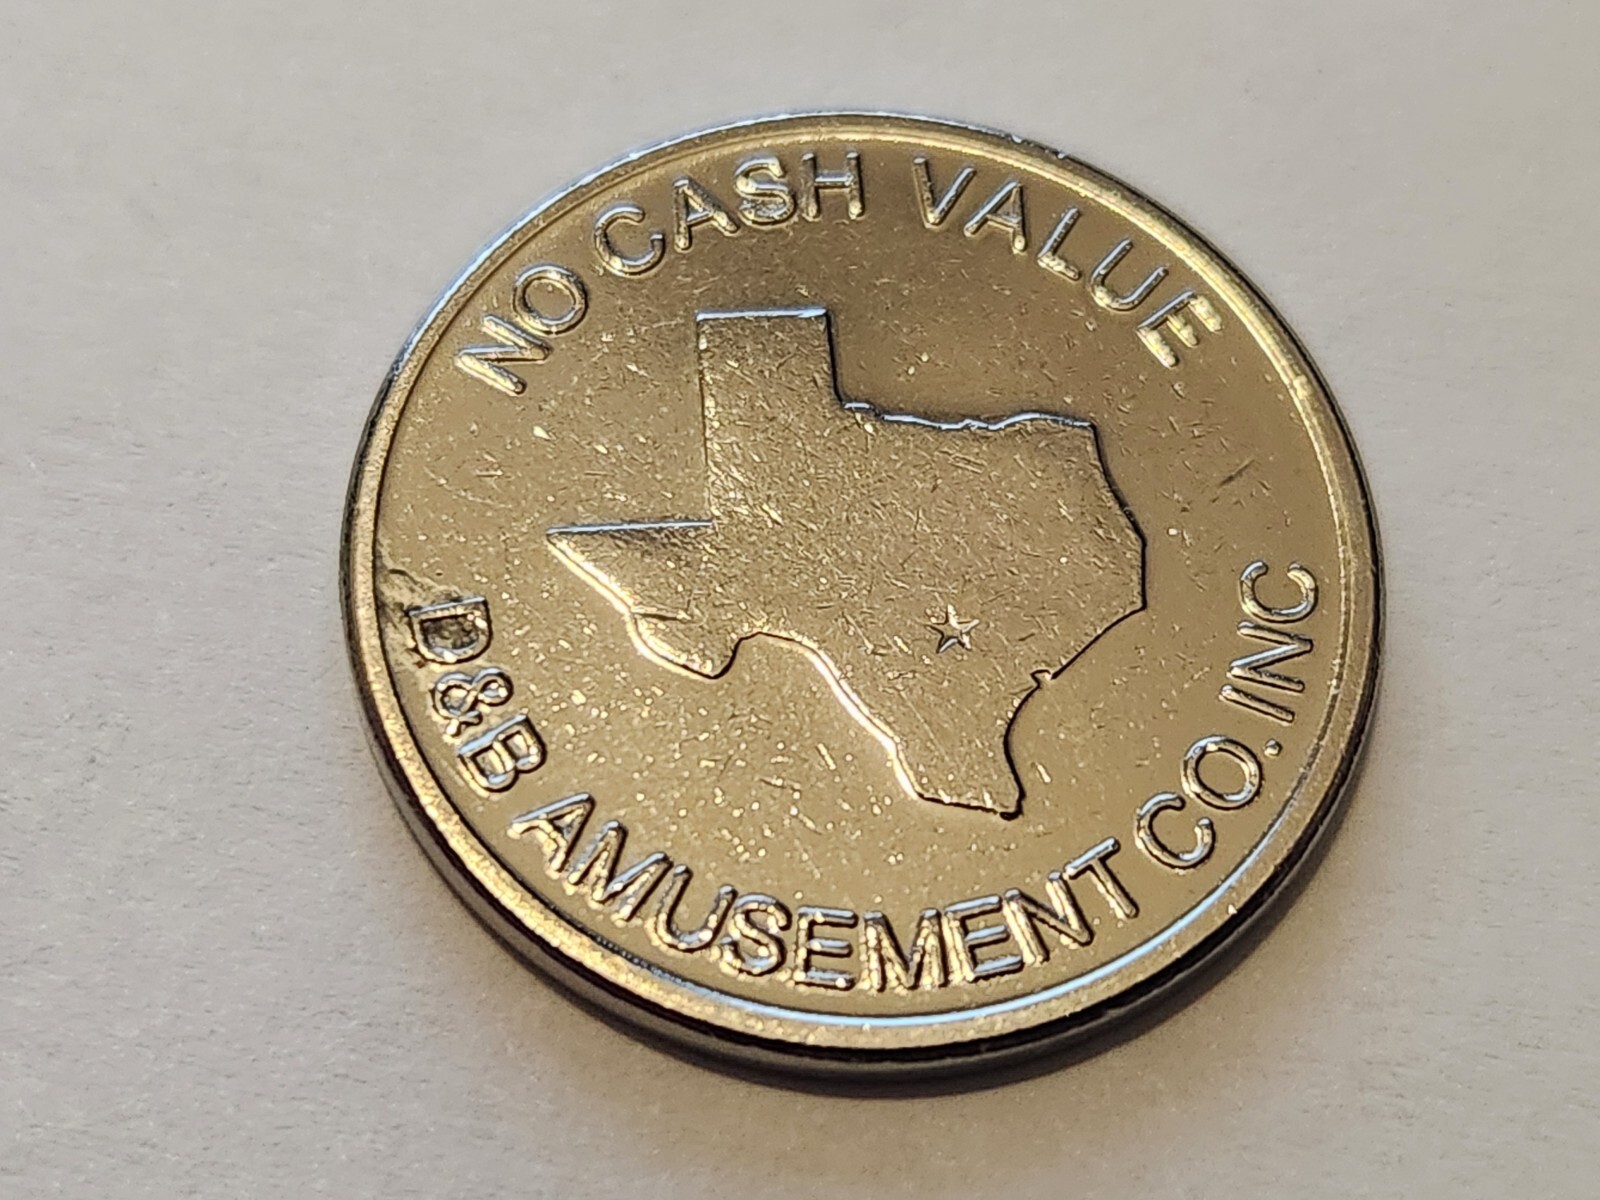 NO CASH VALUE
D&B AMUSEMENT CO. INC